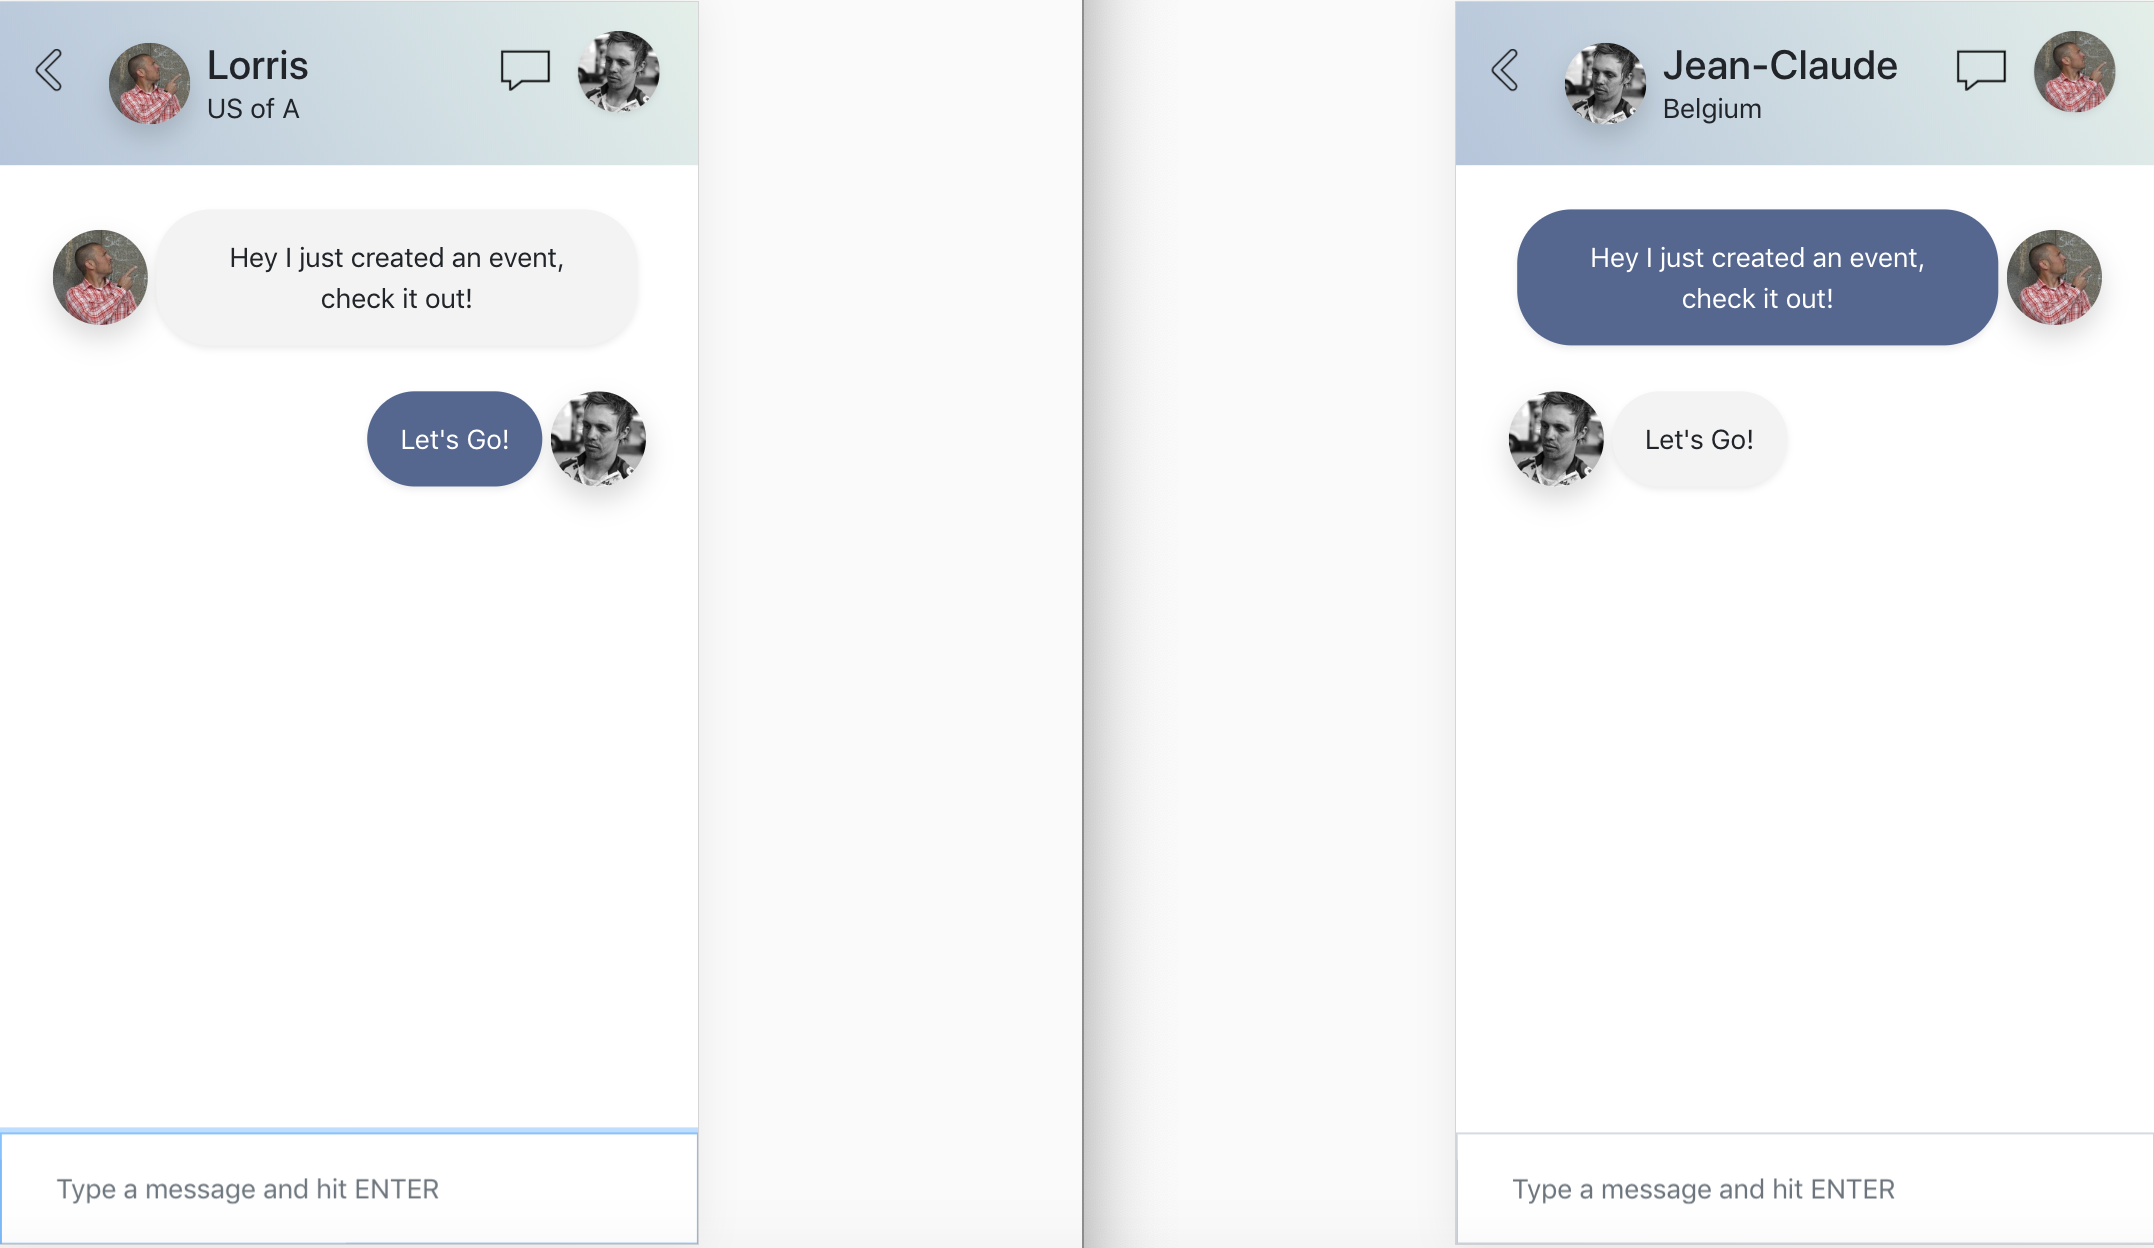 Lorris
US of A
Hey I just created an event,
check it out!
Let's Go!
Type a message and hit ENTER
Jean-Claude
Belgium
Hey I just created an event,
check it out!
Let's Go!
Type a message and hit ENTER